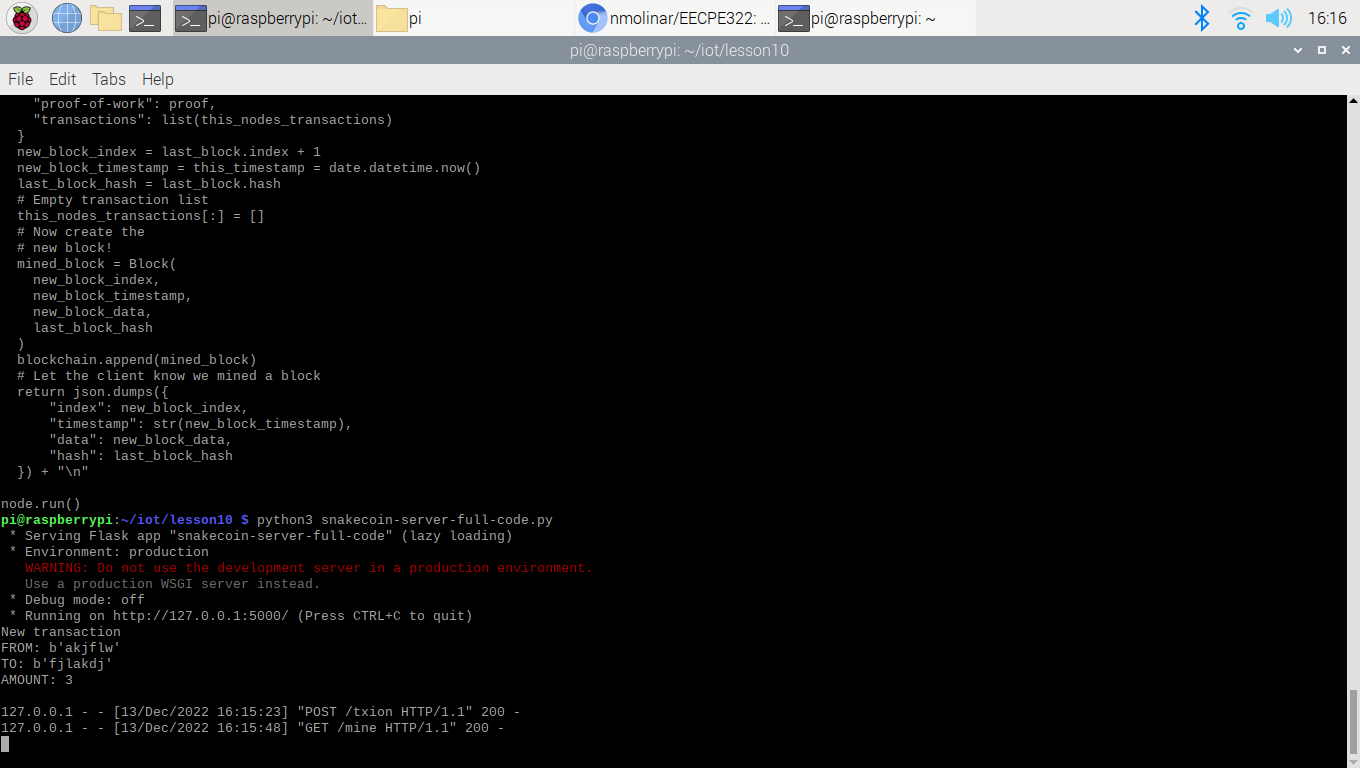 pi@raspberrypi: ~/iot... pi nmolinar/EECPE322: ... pi@raspberrypi: ~ 16:16
pi@raspberrypi: ~/iot/lesson10
File Edit Tabs Help
    "proof-of-work": proof,
    "transactions": list(this_nodes_transactions)
  }
  new_block_index = last_block.index + 1
  new_block_timestamp = this_timestamp = date.datetime.now()
  last_block_hash = last_block.hash
  # Empty transaction list
  this_nodes_transactions[:] = []
  # Now create the
  # new block!
  mined_block = Block(
    new_block_index,
    new_block_timestamp,
    new_block_data,
    last_block_hash
  )
  blockchain.append(mined_block)
  # Let the client know we mined a block
  return json.dumps({
      "index": new_block_index,
      "timestamp": str(new_block_timestamp),
      "data": new_block_data,
      "hash": last_block_hash
  }) + "\n"
node.run()
pi@raspberrypi:~/iot/lesson10 $ python3 snakecoin-server-full-code.py
 * Serving Flask app "snakecoin-server-full-code" (lazy loading)
 * Environment: production
   WARNING: Do not use the development server in a production environment.
   Use a production WSGI server instead.
 * Debug mode: off
 * Running on http://127.0.0.1:5000/ (Press CTRL+C to quit)
New transaction
FROM: b'akjflw'
TO: b'fjlakdj'
AMOUNT: 3
127.0.0.1 - - [13/Dec/2022 16:15:23] "POST /txion HTTP/1.1" 200 -
127.0.0.1 - - [13/Dec/2022 16:15:48] "GET /mine HTTP/1.1" 200 -